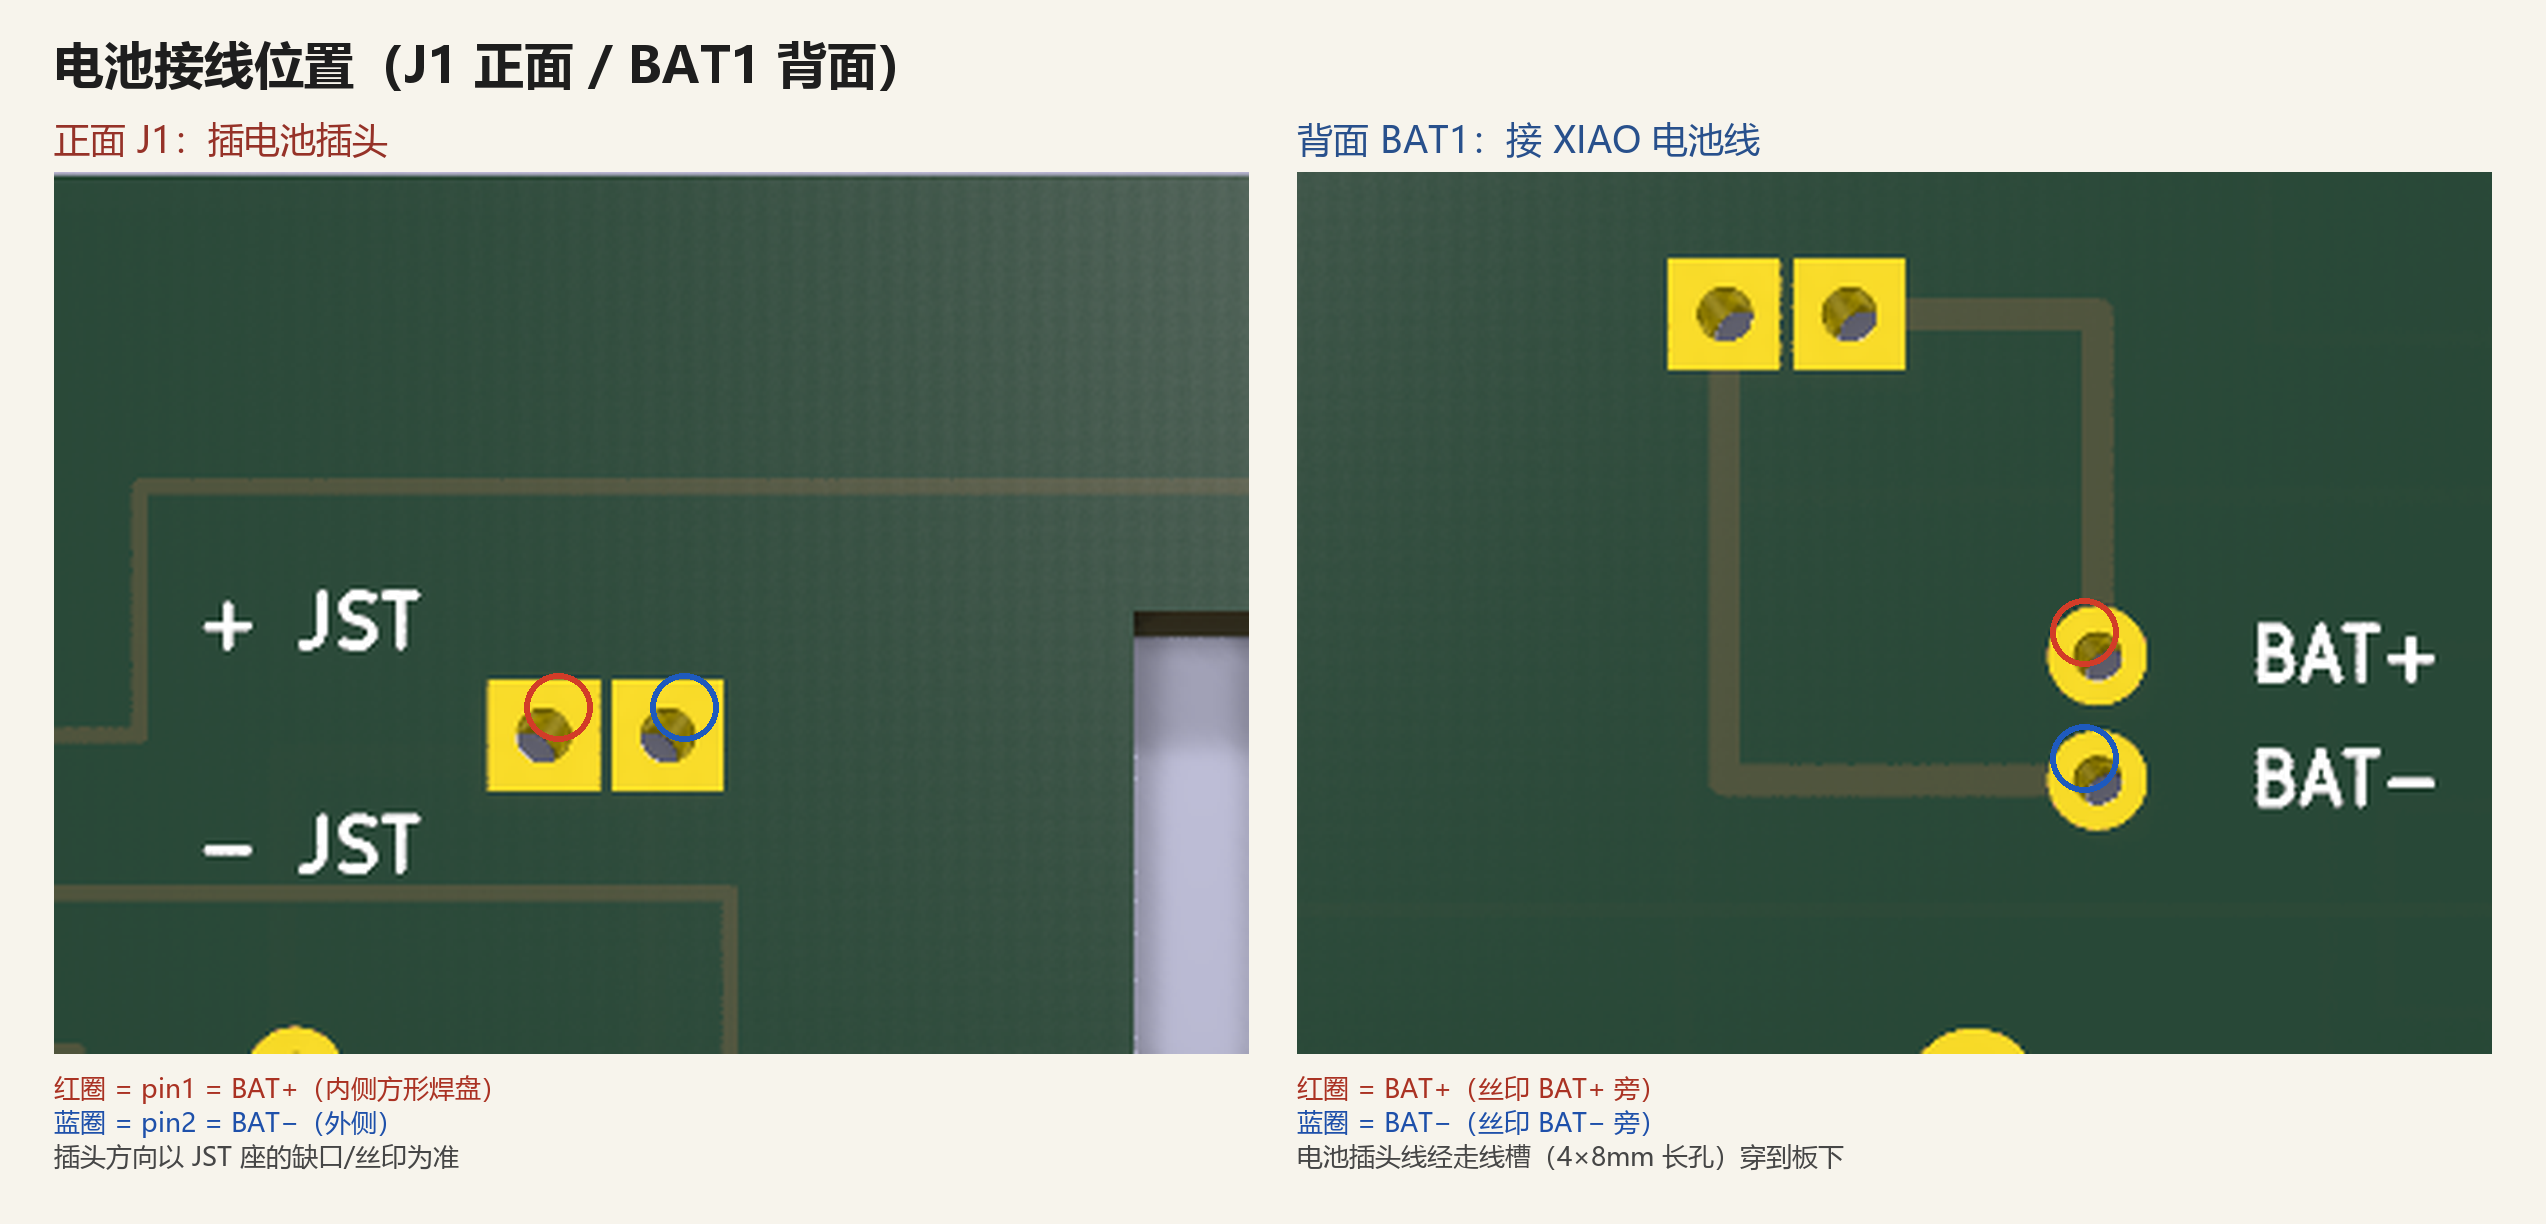 电池接线位置（J1 正面 / BAT1 背面）
正面 J1：插电池插头
背面 BAT1：接 XIAO 电池线
+ JST
- JST
BAT+
BAT-
红圈 = pin1 = BAT+（内侧方形焊盘）
蓝圈 = pin2 = BAT−（外侧）
插头方向以 JST 座的缺口/丝印为准
红圈 = BAT+（丝印 BAT+ 旁）
蓝圈 = BAT−（丝印 BAT− 旁）
电池插头线经走线槽（4×8mm 长孔）穿到板下